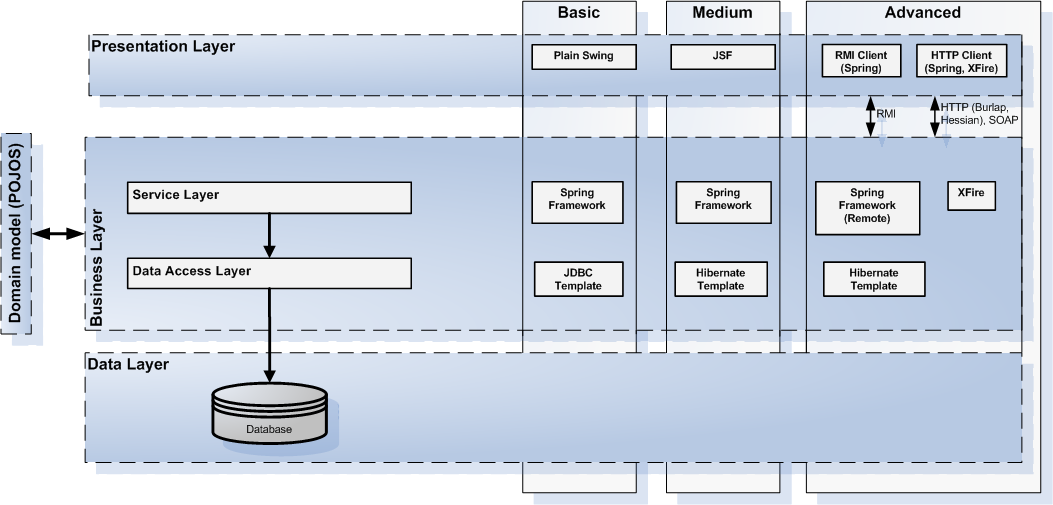 Basic
Medium
Advanced
Presentation Layer
Plain Swing
JSF
RMI Client
(Spring)
HTTP Client
(Spring, XFire)
RMI
HTTP (Burlap,
Hessian), SOAP
Domain model (POJOS)
Business Layer
Service Layer
Spring
Framework
Spring
Framework
Spring
Framework
(Remote)
XFire
Data Access Layer
JDBC
Template
Hibernate
Template
Hibernate
Template
Data Layer
Database